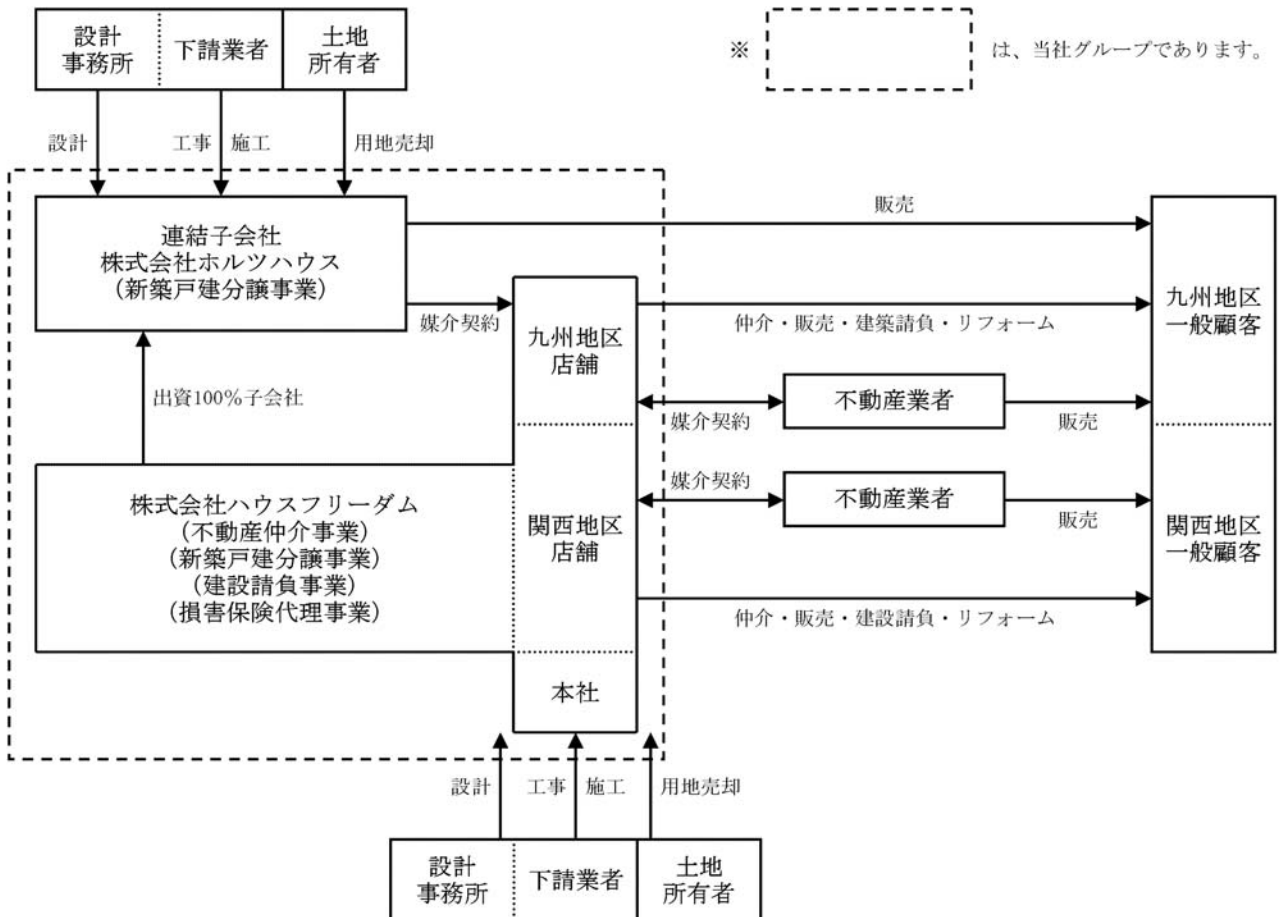 設計
事務所
下請業者
土地
所有者
※
は、当社グループであります。
設計
工事
施工
用地売却
連結子会社
株式会社ホルツハウス
(新築戸建分譲事業)
販売
媒介契約
九州地区
店舗
仲介・販売・建築請負・リフォーム
九州地区
一般顧客
出資100%子会社
媒介契約
不動産業者
販売
株式会社ハウスフリーダム
(不動産仲介事業)
(新築戸建分譲事業)
(建設請負事業)
(損害保険代理事業)
関西地区
店舗
媒介契約
不動産業者
販売
関西地区
一般顧客
仲介・販売・建設請負・リフォーム
本社
設計
工事
施工
用地売却
設計
事務所
下請業者
土地
所有者